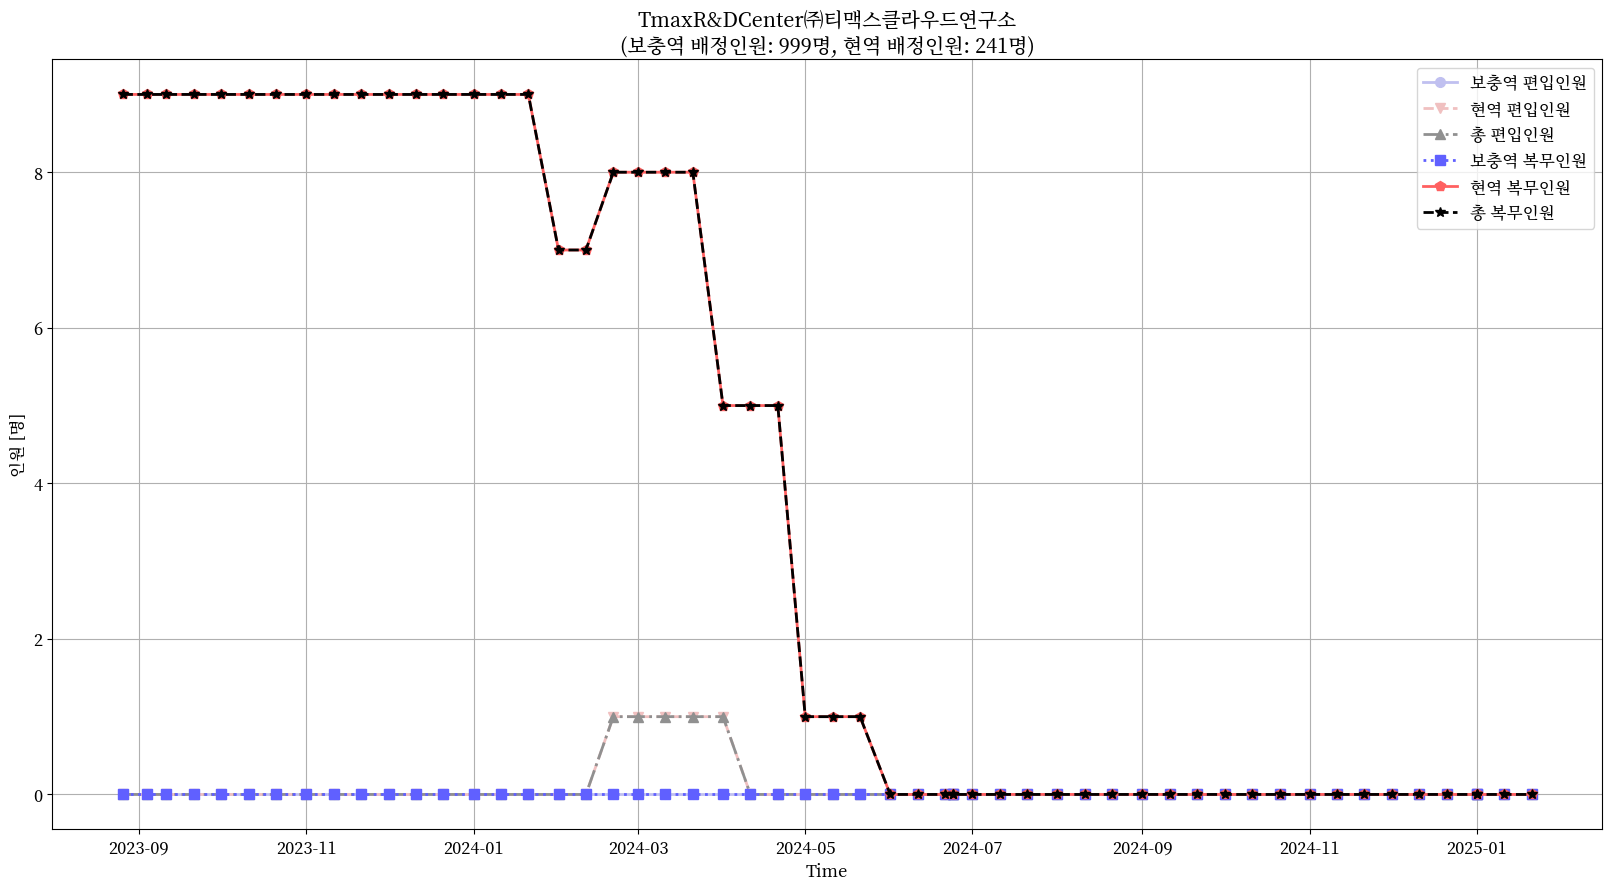 TmaxR&DCenter㈜티맥스클라우드연구소
(보충역 배정인원: 999명, 현역 배정인원: 241명)
보충역 편입인원
현역 편입인원
총 편입인원
보충역 복무인원
현역 복무인원
총 복무인원
인원 [명]
8
6
4
2
0
2023-09 2023-11 2024-01 2024-03 2024-05 2024-07 2024-09 2024-11 2025-01
Time